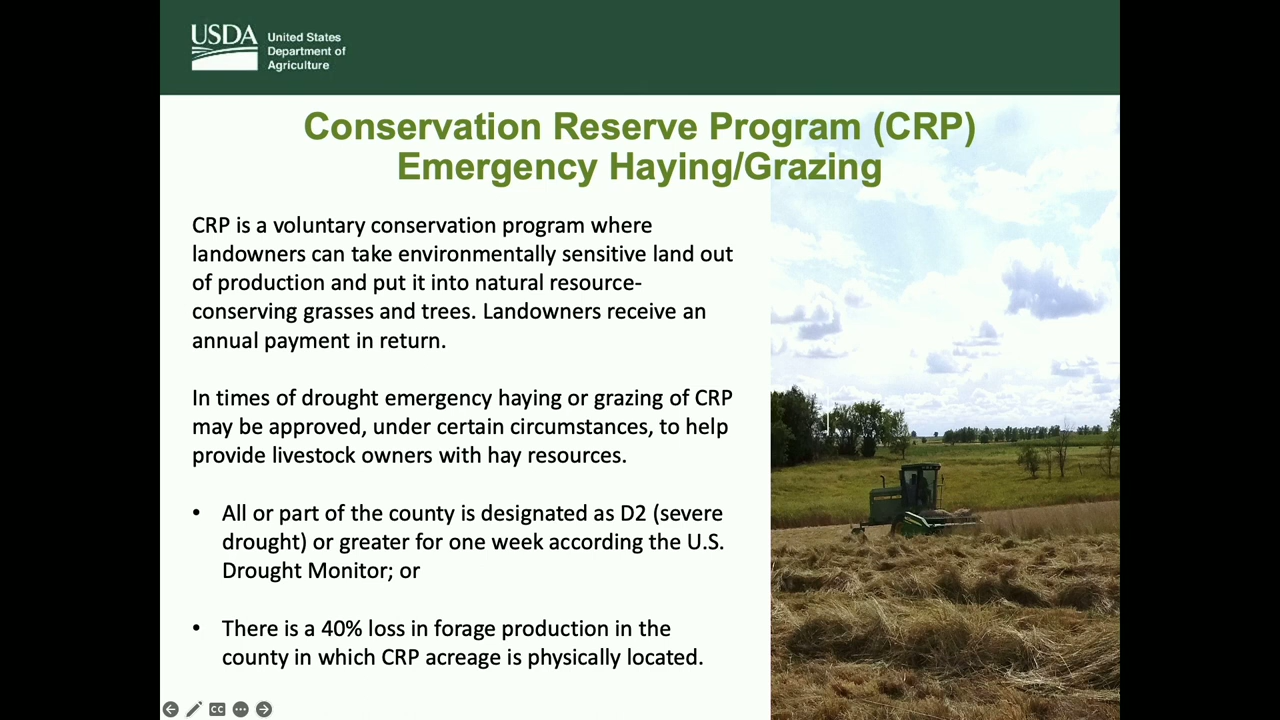 USDA
United States
Department of
Agriculture
Conservation Reserve Program (CRP)
Emergency Haying/Grazing
CRP is a voluntary conservation program where
landowners can take environmentally sensitive land out
of production and put it into natural resource-
conserving grasses and trees. Landowners receive an
annual payment in return.
In times of drought emergency haying or grazing of CRP
may be approved, under certain circumstances, to help
provide livestock owners with hay resources.
• All or part of the county is designated as D2 (severe
drought) or greater for one week according the U.S.
Drought Monitor; or
• There is a 40% loss in forage production in the
county in which CRP acreage is physically located.
CC